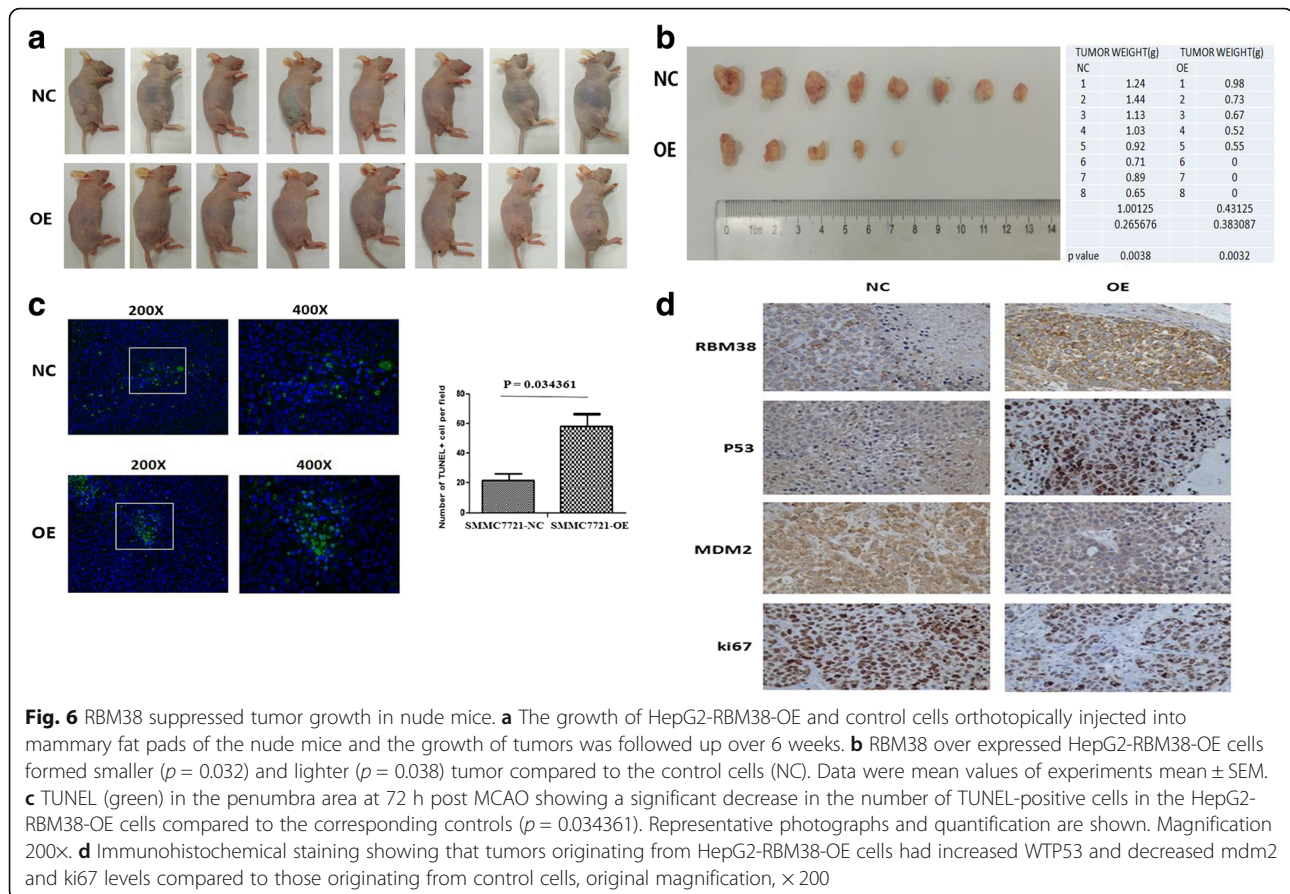 a
NC
OE
b
NC
OE
0 1cm 2 3 4 5 6 7 8 9 10 11 12 13 14
TUMOR WEIGHT(g) TUMOR WEIGHT(g)
NC OE
1 1.24 1 0.98
2 1.44 2 0.73
3 1.13 3 0.67
4 1.03 4 0.52
5 0.92 5 0.55
6 0.71 6 0
7 0.89 7 0
8 0.65 8 0
1.00125 0.43125
0.265676 0.383087
p value 0.0038 0.0032
c
200X 400X
NC
200X 400X
OE
P = 0.034361
Number of TUNEL+ cell per field
80
60
40
20
0
SMMC7721-NC SMMC7721-OE
d
NC OE
RBM38
P53
MDM2
ki67
Fig. 6 RBM38 suppressed tumor growth in nude mice. a The growth of HepG2-RBM38-OE and control cells orthotopically injected into
mammary fat pads of the nude mice and the growth of tumors was followed up over 6 weeks. b RBM38 over expressed HepG2-RBM38-OE cells
formed smaller (p = 0.032) and lighter (p = 0.038) tumor compared to the control cells (NC). Data were mean values of experiments mean ± SEM.
c TUNEL (green) in the penumbra area at 72 h post MCAO showing a significant decrease in the number of TUNEL-positive cells in the HepG2-
RBM38-OE cells compared to the corresponding controls (p = 0.034361). Representative photographs and quantification are shown. Magnification
200×. d Immunohistochemical staining showing that tumors originating from HepG2-RBM38-OE cells had increased WTP53 and decreased mdm2
and ki67 levels compared to those originating from control cells, original magnification, × 200